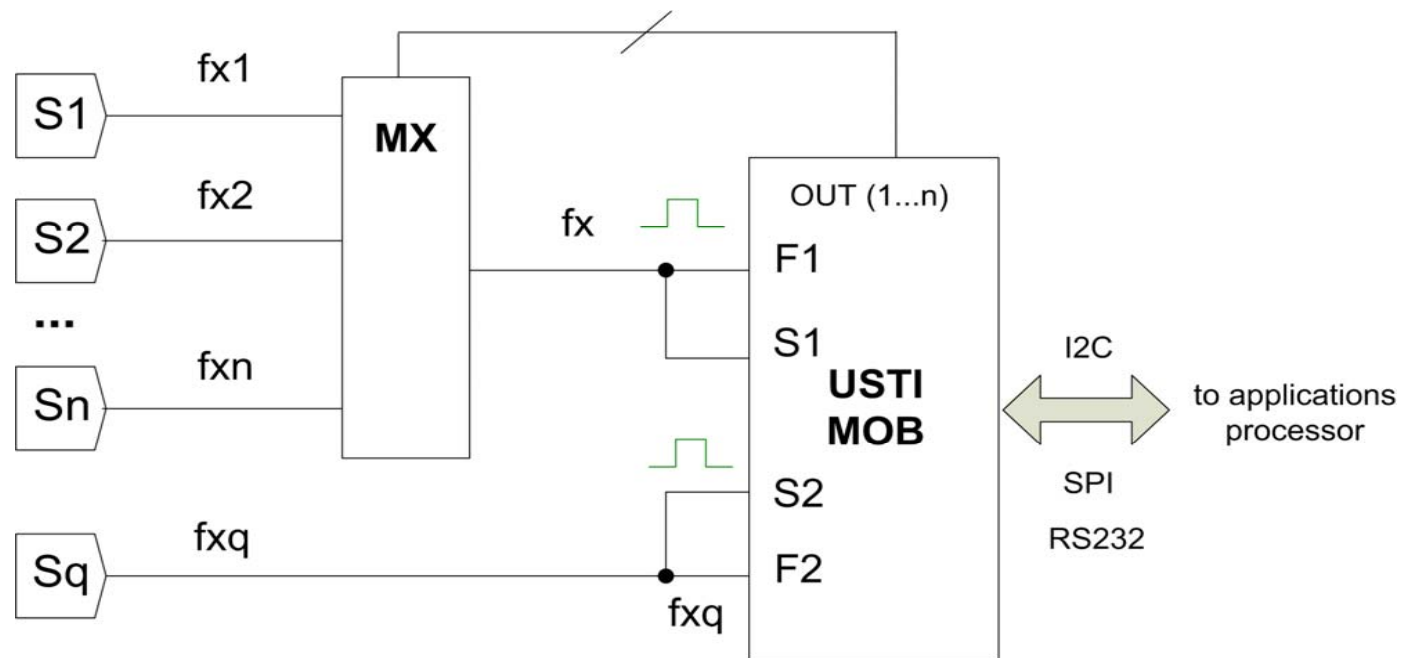 fx1
S1
MX
fx2
S2
OUT (1...n)
fx
F1
...
S1
fxn
I2C
Sn
USTI
MOB
to applications
processor
S2
SPI
fxq
RS232
Sq
F2
fxq